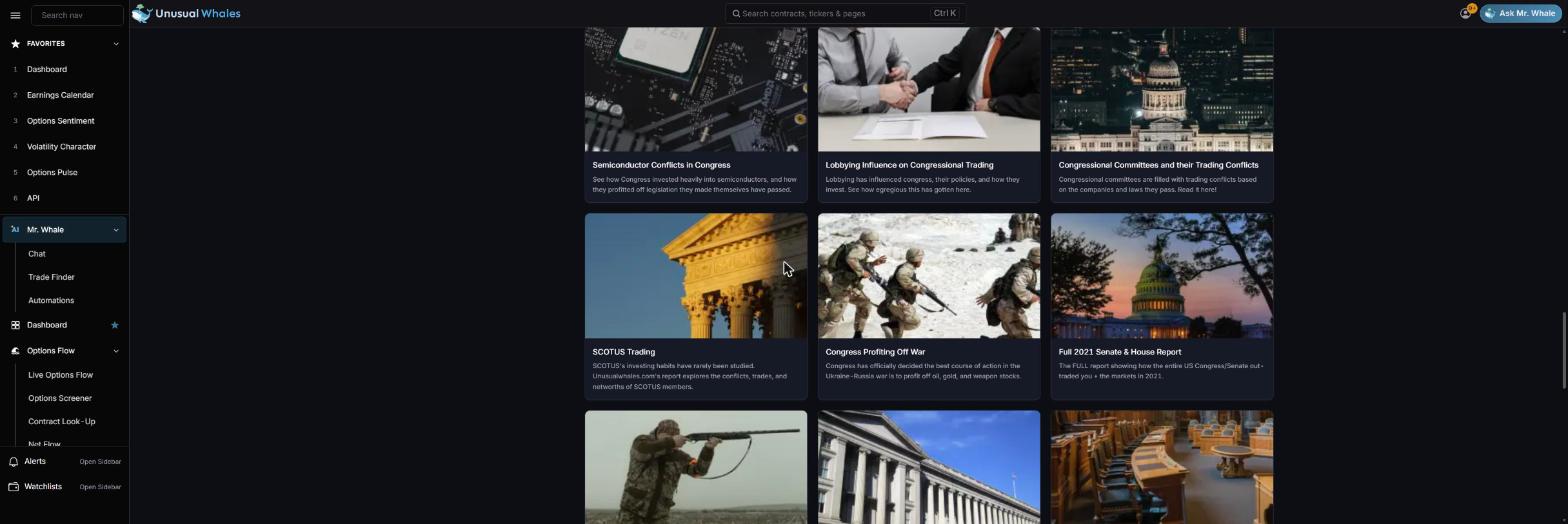 Search nav
Unusual Whales
Search contracts, tickers & pages
Ctrl K
9+
Ask Mr. Whale
FAVORITES
1 Dashboard
2 Earnings Calendar
3 Options Sentiment
4 Volatility Character
5 Options Pulse
6 API
AI Mr. Whale
Chat
Trade Finder
Automations
Dashboard
Options Flow
Live Options Flow
Options Screener
Contract Look-Up
Net Flow
Alerts Open Sidebar
Watchlists Open Sidebar
RYZEN
Semiconductor Conflicts in Congress
See how Congress invested heavily into semiconductors, and how
they profitted off legislation they made themselves have passed.
Lobbying Influence on Congressional Trading
Lobbying has influenced congress, their policies, and how they
invest. See how egregious this has gotten here.
Congressional Committees and their Trading Conflicts
Congressional committees are filled with trading conflicts based
on the companies and laws they pass. Read it here!
SCOTUS Trading
SCOTUS's investing habits have rarely been studied.
Unusualwhales.com's report explores the conflicts, trades, and
networths of SCOTUS members.
Congress Profiting Off War
Congress has officially decided the best course of action in the
Ukraine-Russia war is to profit off oil, gold, and weapon stocks.
Full 2021 Senate & House Report
The FULL report showing how the entire US Congress/Senate out-
traded you + the markets in 2021.